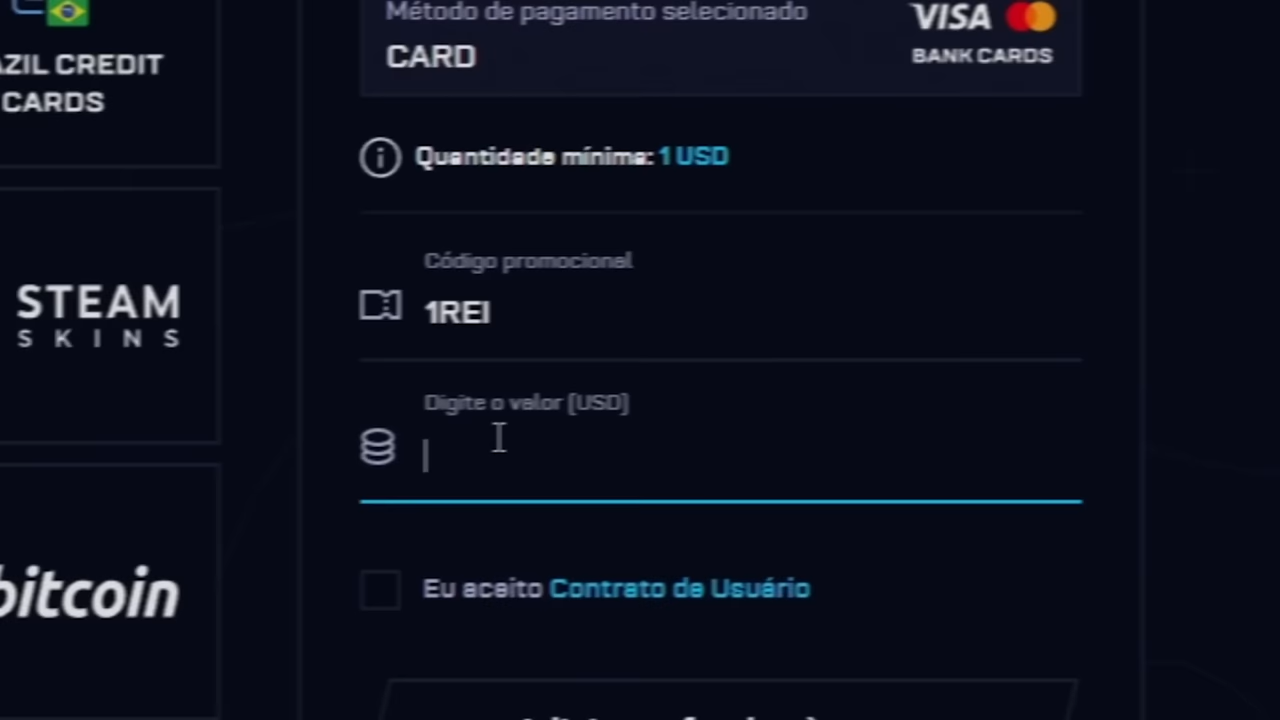 AZIL CREDIT
CARDS
STEAM
SKINS
bitcoin
Método de pagamento selecionado
CARD
VISA
BANK CARDS
Quantidade mínima: 1 USD
Código promocional
1REI
Digite o valor (USD)
Eu aceito Contrato de Usuário